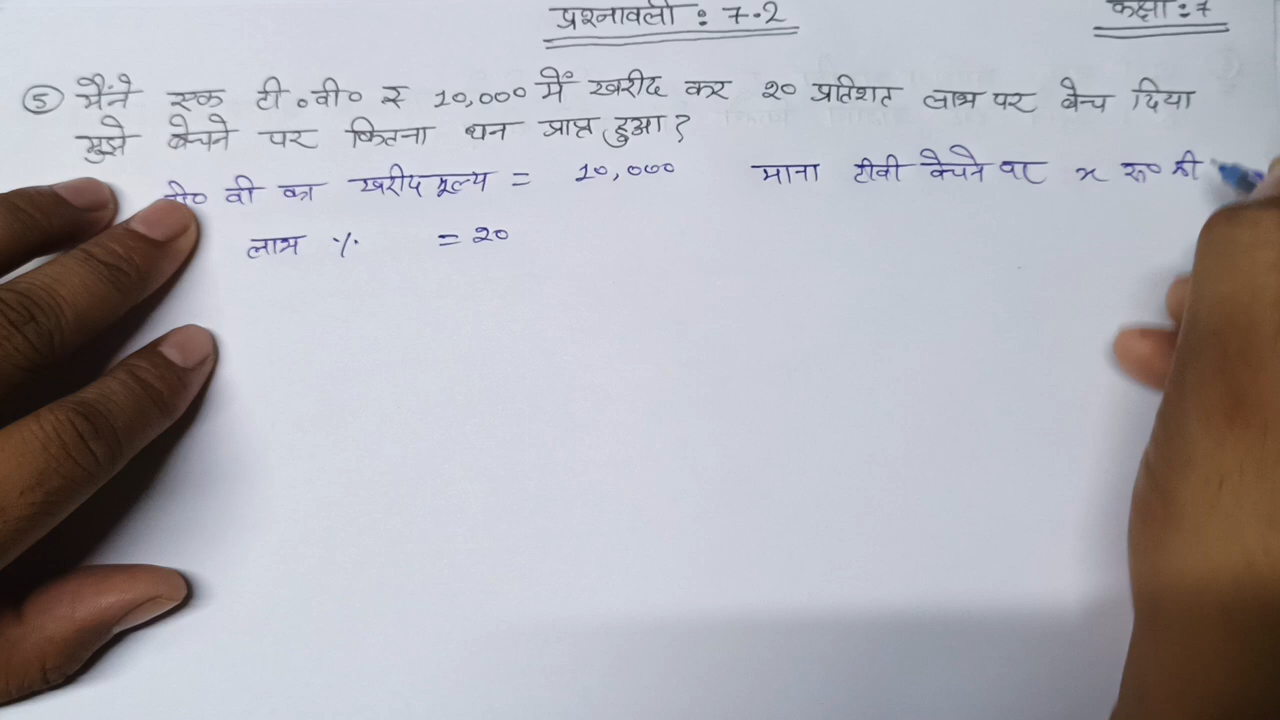 प्रश्नावली : 7.2
कक्षा : 7
⑤ मैंने एक टी॰वी॰ ₹ 10,000 में खरीद कर 20 प्रतिशत लाभ पर बेच दिया
मुझे बेचने पर कितना धन प्राप्त हुआ?
वी का खरीद मूल्य = 10,000 माना टीवी बेचने पर x रू॰ की
लाभ % = 20